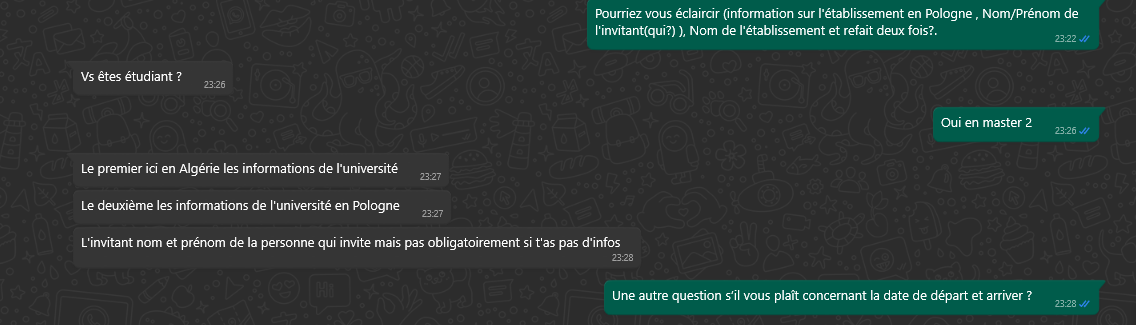 Pourriez vous éclaircir (information sur l'établissement en Pologne , Nom/Prénom de
l'invitant(qui?) ), Nom de l'établissement et refait deux fois?.
23:22
Vs êtes étudiant ?
23:26
Oui en master 2
23:26
Le premier ici en Algérie les informations de l'université
23:27
Le deuxième les informations de l'université en Pologne
23:27
L'invitant nom et prénom de la personne qui invite mais pas obligatoirement si t'as pas d'infos
23:28
Une autre question s’il vous plaît concernant la date de départ et arriver ?
23:28